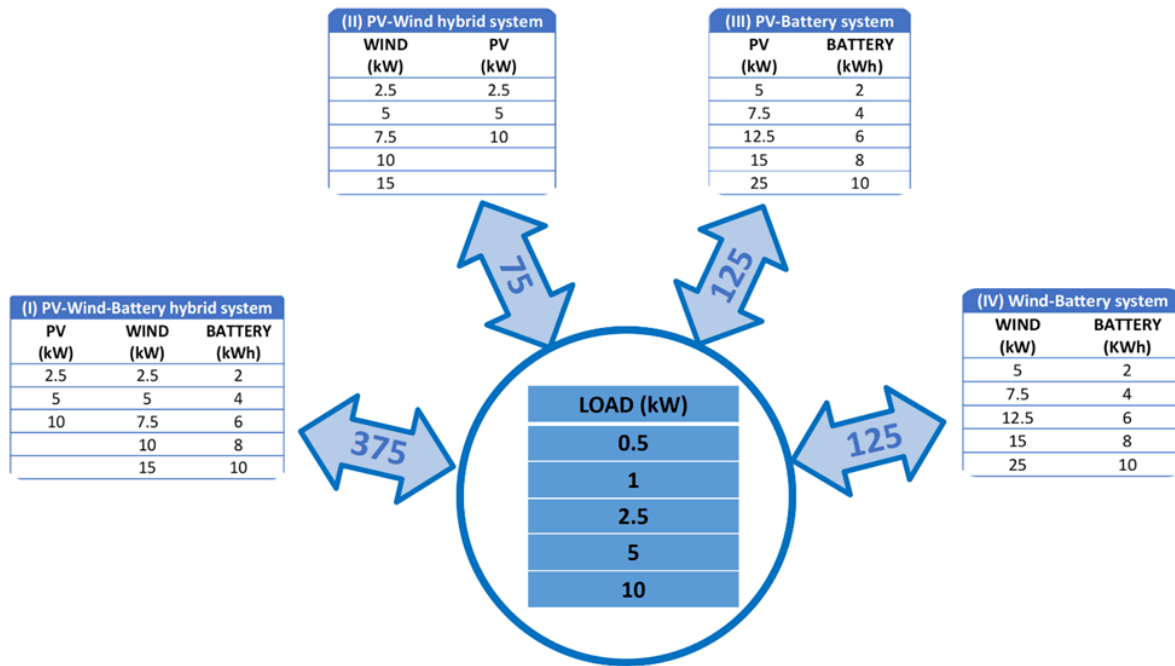 (II) PV-Wind hybrid system
WIND PV
(kW) (kW)
2.5 2.5
5 5
7.5 10
10
15
(III) PV-Battery system
PV BATTERY
(kW) (kWh)
5 2
7.5 4
12.5 6
15 8
25 10
75
125
(I) PV-Wind-Battery hybrid system
PV WIND BATTERY
(kW) (kW) (kWh)
2.5 2.5 2
5 5 4
10 7.5 6
10 8
15 10
375
(IV) Wind-Battery system
WIND BATTERY
(kW) (KWh)
5 2
7.5 4
12.5 6
15 8
25 10
125
LOAD (kW)
0.5
1
2.5
5
10